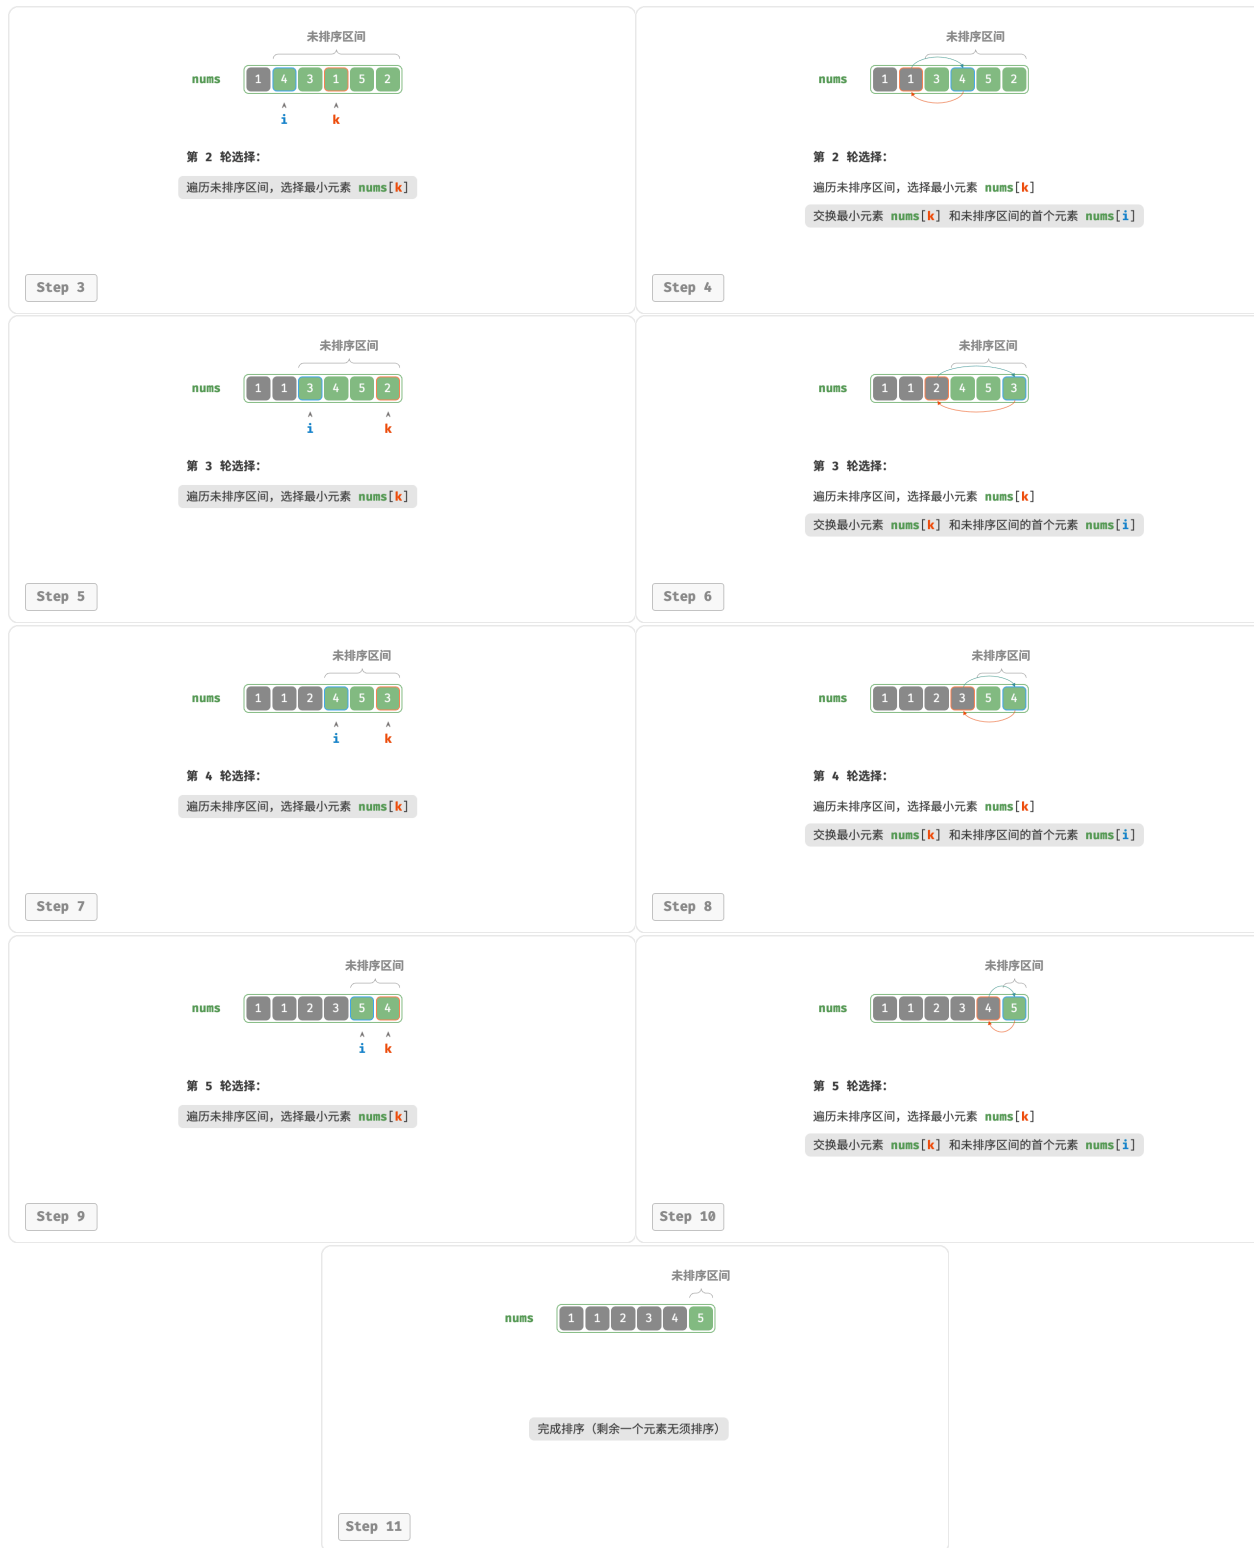 未排序区间
nums 1 4 3 1 5 2
i k
第 2 轮选择：
遍历未排序区间，选择最小元素 nums[k]
Step 3
未排序区间
nums 1 1 3 4 5 2
第 2 轮选择：
遍历未排序区间，选择最小元素 nums[k]
交换最小元素 nums[k] 和未排序区间的首个元素 nums[i]
Step 4
未排序区间
nums 1 1 3 4 5 2
i k
第 3 轮选择：
遍历未排序区间，选择最小元素 nums[k]
Step 5
未排序区间
nums 1 1 2 4 5 3
第 3 轮选择：
遍历未排序区间，选择最小元素 nums[k]
交换最小元素 nums[k] 和未排序区间的首个元素 nums[i]
Step 6
未排序区间
nums 1 1 2 4 5 3
i k
第 4 轮选择：
遍历未排序区间，选择最小元素 nums[k]
Step 7
未排序区间
nums 1 1 2 3 5 4
第 4 轮选择：
遍历未排序区间，选择最小元素 nums[k]
交换最小元素 nums[k] 和未排序区间的首个元素 nums[i]
Step 8
未排序区间
nums 1 1 2 3 5 4
i k
第 5 轮选择：
遍历未排序区间，选择最小元素 nums[k]
Step 9
未排序区间
nums 1 1 2 3 4 5
第 5 轮选择：
遍历未排序区间，选择最小元素 nums[k]
交换最小元素 nums[k] 和未排序区间的首个元素 nums[i]
Step 10
未排序区间
nums 1 1 2 3 4 5
完成排序（剩余一个元素无须排序）
Step 11